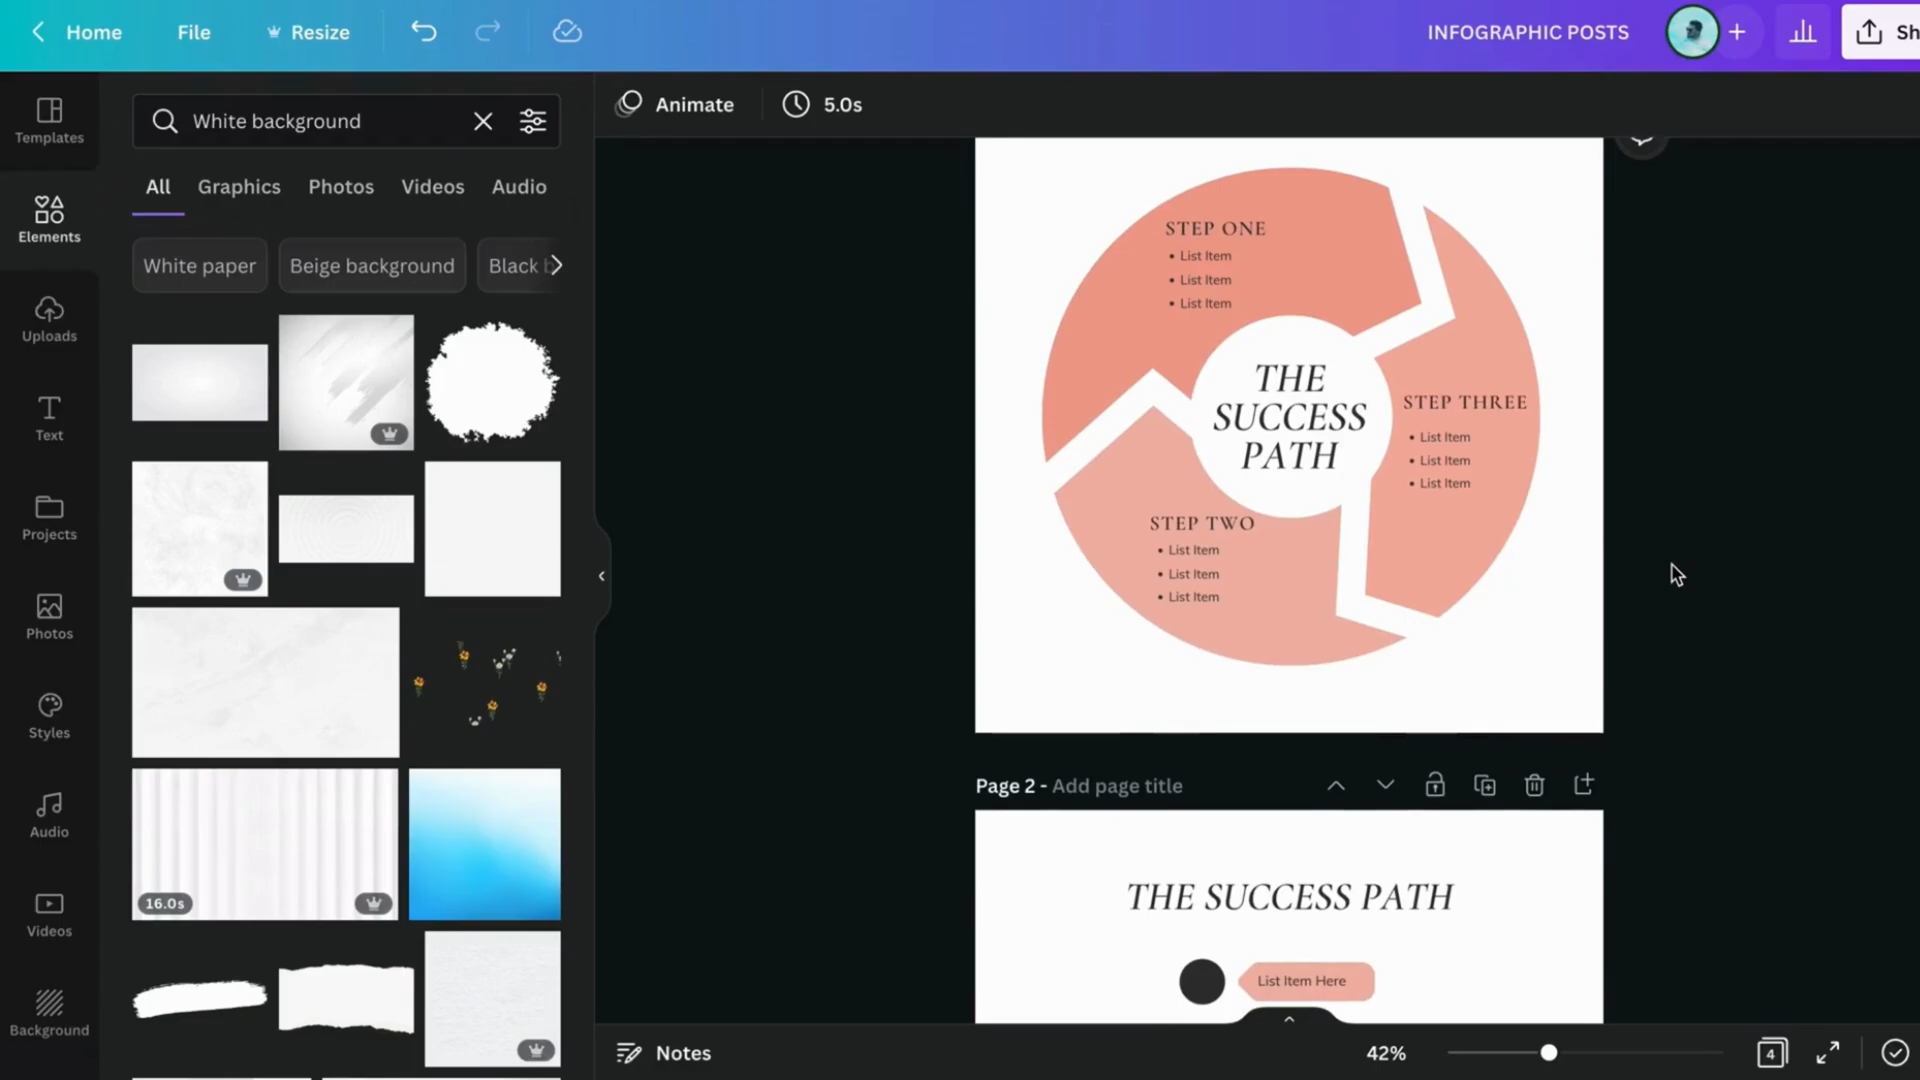 Home
File
Resize
INFOGRAPHIC POSTS
Sh
Templates
Elements
Uploads
Text
Projects
Photos
Styles
Audio
Videos
Background
White background
All
Graphics
Photos
Videos
Audio
White paper
Beige background
Black b
16.0s
Animate
5.0s
STEP ONE
• List Item
• List Item
• List Item
THE
SUCCESS
PATH
STEP THREE
• List Item
• List Item
• List Item
STEP TWO
• List Item
• List Item
• List Item
Page 2 - Add page title
THE SUCCESS PATH
List Item Here
Notes
42%
4